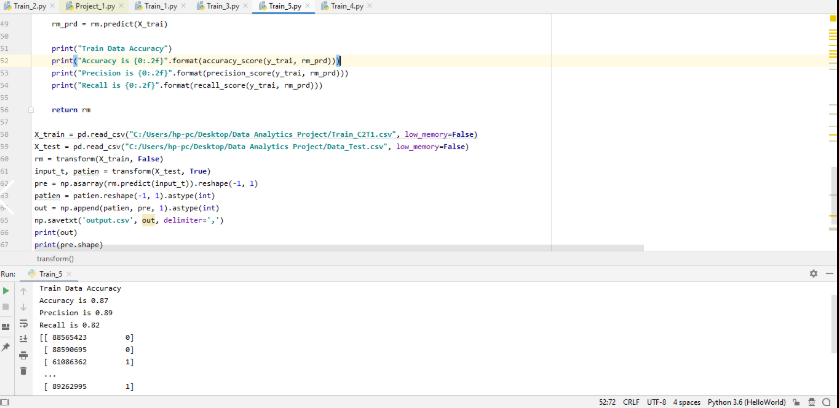 Train_2.py × Project_1.py × Train_1.py × Train_3.py × Train_5.py × Train_4.py ×
49 rm_prd = rm.predict(X_trai)
50
51 print("Train Data Accuracy")
52 print("Accuracy is {0:.2f}".format(accuracy_score(y_trai, rm_prd)))
53 print("Precision is {0:.2f}".format(precision_score(y_trai, rm_prd)))
54 print("Recall is {0:.2f}".format(recall_score(y_trai, rm_prd)))
55
56 return rm
57
58 X_train = pd.read_csv("C:/Users/hp-pc/Desktop/Data Analytics Project/Train_C2T1.csv", low_memory=False)
59 X_test = pd.read_csv("C:/Users/hp-pc/Desktop/Data Analytics Project/Data_Test.csv", low_memory=False)
60 rm = transform(X_train, False)
61 input_t, patien = transform(X_test, True)
62 pre = np.asarray(rm.predict(input_t)).reshape(-1, 1)
63 patien = patien.reshape(-1, 1).astype(int)
64 out = np.append(patien, pre, 1).astype(int)
65 np.savetxt('output.csv', out, delimiter=',')
66 print(out)
67 print(pre.shape)
transform()
Run: Train_5 ×
Train Data Accuracy
Accuracy is 0.87
Precision is 0.89
Recall is 0.82
[[ 88565423 0]
[ 88590695 0]
[ 61086362 1]
...
[ 89262995 1]
52:72 CRLF UTF-8 4 spaces Python 3.6 (HelloWorld)